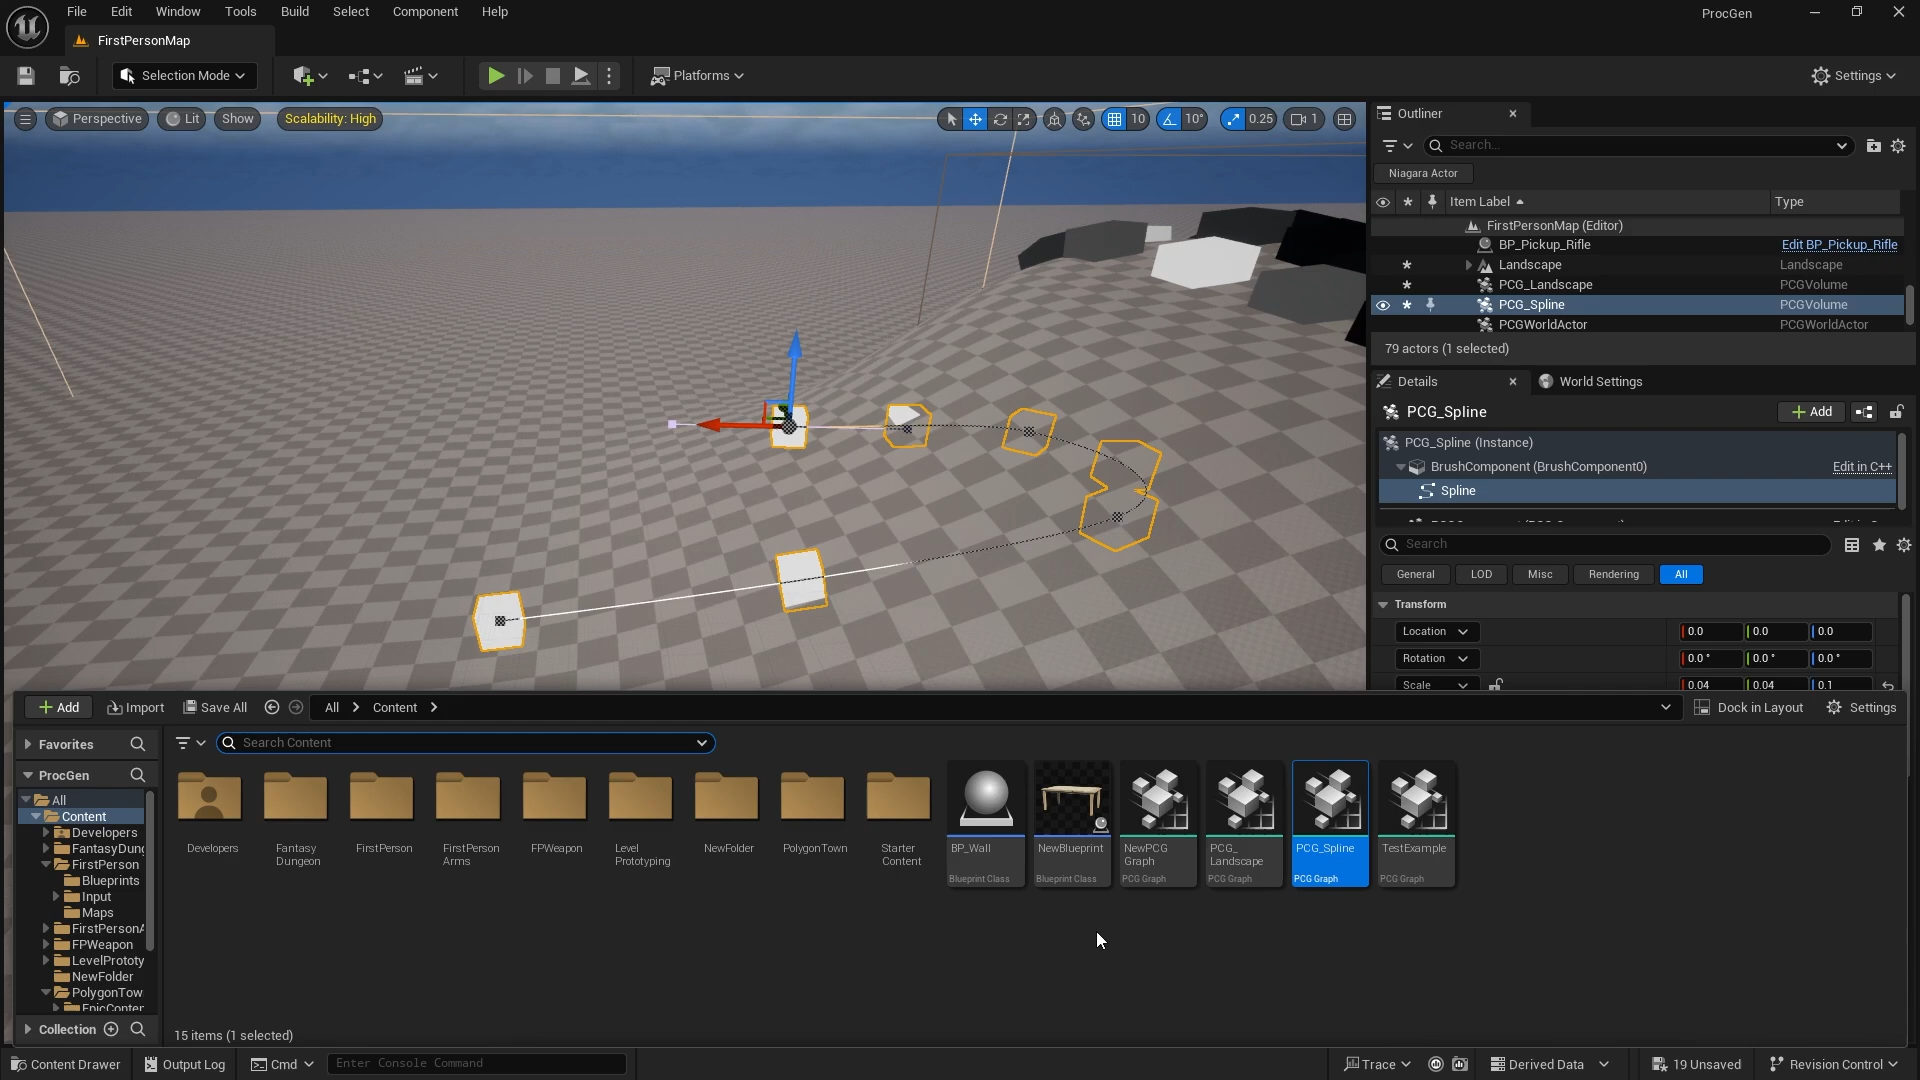 File Edit Window Tools Build Select Component Help
ProcGen
FirstPersonMap
Selection Mode
Platforms
Settings
Perspective Lit Show Scalability: High
10 10° 0.25 1
Outliner
Search...
Niagara Actor
Item Label Type
FirstPersonMap (Editor)
BP_Pickup_Rifle Edit BP_Pickup_Rifle
Landscape Landscape
PCG_Landscape PCGVolume
PCG_Spline PCGVolume
PCGWorldActor PCGWorldActor
79 actors (1 selected)
Details World Settings
PCG_Spline
Add
PCG_Spline (Instance)
BrushComponent (BrushComponent0) Edit in C++
Spline
Search
General LOD Misc Rendering All
Transform
Location 0.0 0.0 0.0
Rotation 0.0 ° 0.0 ° 0.0 °
Scale 0.04 0.04 0.1
Add Import Save All All Content Dock in Layout Settings
Favorites
Search Content
ProcGen
All
Content
Developers
FantasyDung
FirstPerson
Blueprints
Input
Maps
FirstPersonA
FPWeapon
LevelPrototy
NewFolder
PolygonTow
EpicConten
Collection
Developers
Fantasy
Dungeon
FirstPerson
FirstPerson
Arms
FPWeapon
Level
Prototyping
NewFolder
PolygonTown
Starter
Content
BP_Wall
Blueprint Class
NewBlueprint
Blueprint Class
NewPCG
Graph
PCG Graph
PCG_
Landscape
PCG Graph
PCG_Spline
PCG Graph
TestExample
PCG Graph
15 items (1 selected)
Content Drawer Output Log Cmd Enter Console Command Trace Derived Data 19 Unsaved Revision Control